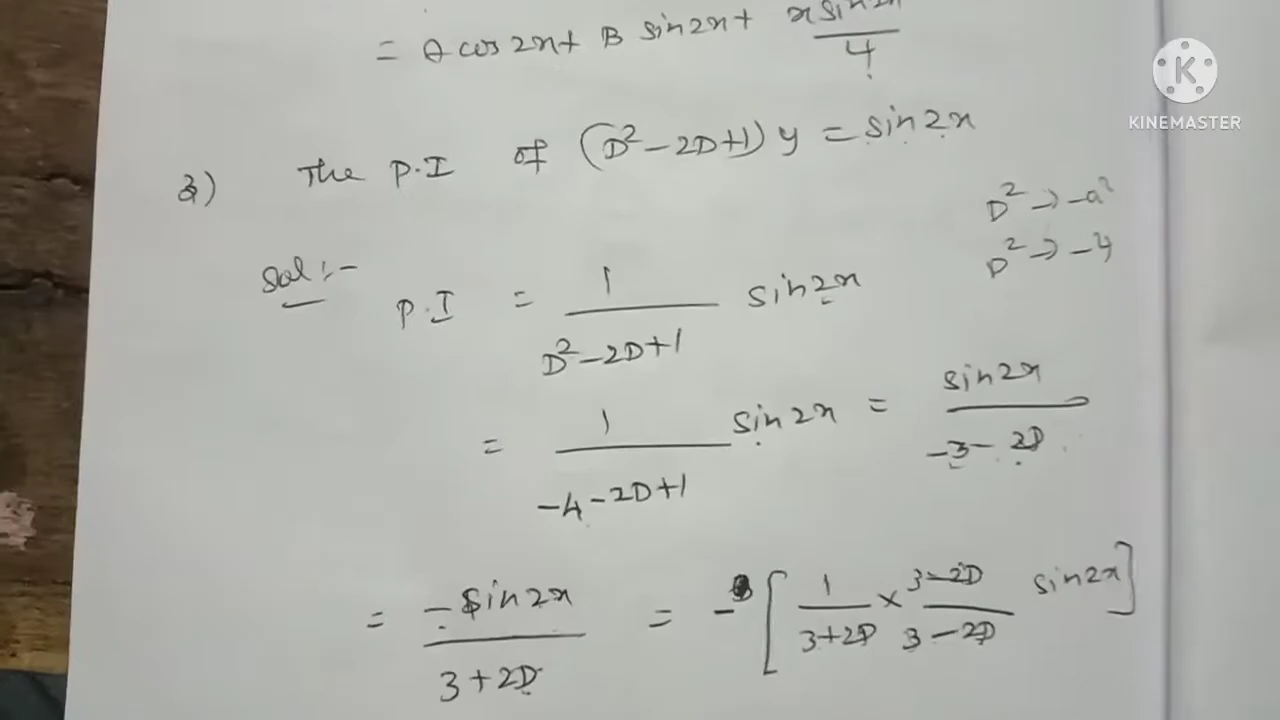 = A cos 2x + B sin 2x + x sin 2x / 4
KINEMASTER
3) The P.I of (D² - 2D + 1) y = sin 2x
D² → -a²
D² → -4
Sol :- P.I = 1 / (D² - 2D + 1) sin 2x
= 1 / (-4 - 2D + 1) sin 2x = sin 2x / (-3 - 2D)
= - sin 2x / (3 + 2D) = - [ 1 / (3 + 2D) × (3 - 2D) / (3 - 2D) sin 2x ]